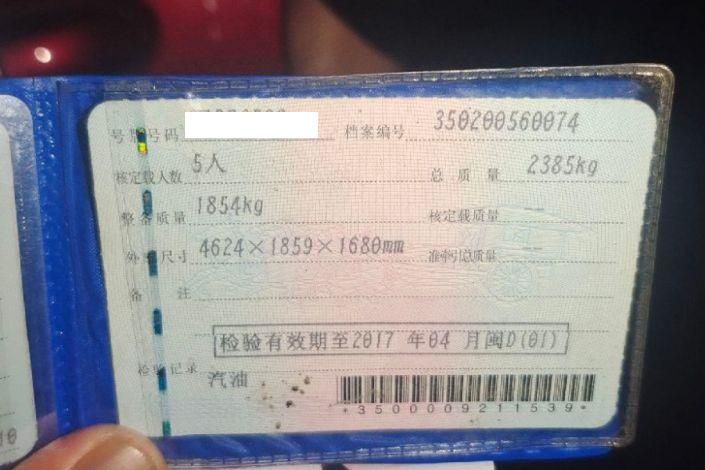 号牌号码 档案编号 350200560074
核定载人数 5人 总质量 2385kg
整备质量 1854kg 核定载质量 --
外廓尺寸 4624×1859×1680mm 准牵引总质量 --
备注
检验有效期至2017 年04 月闽D(01)
检验记录 汽油
*3500009211539*